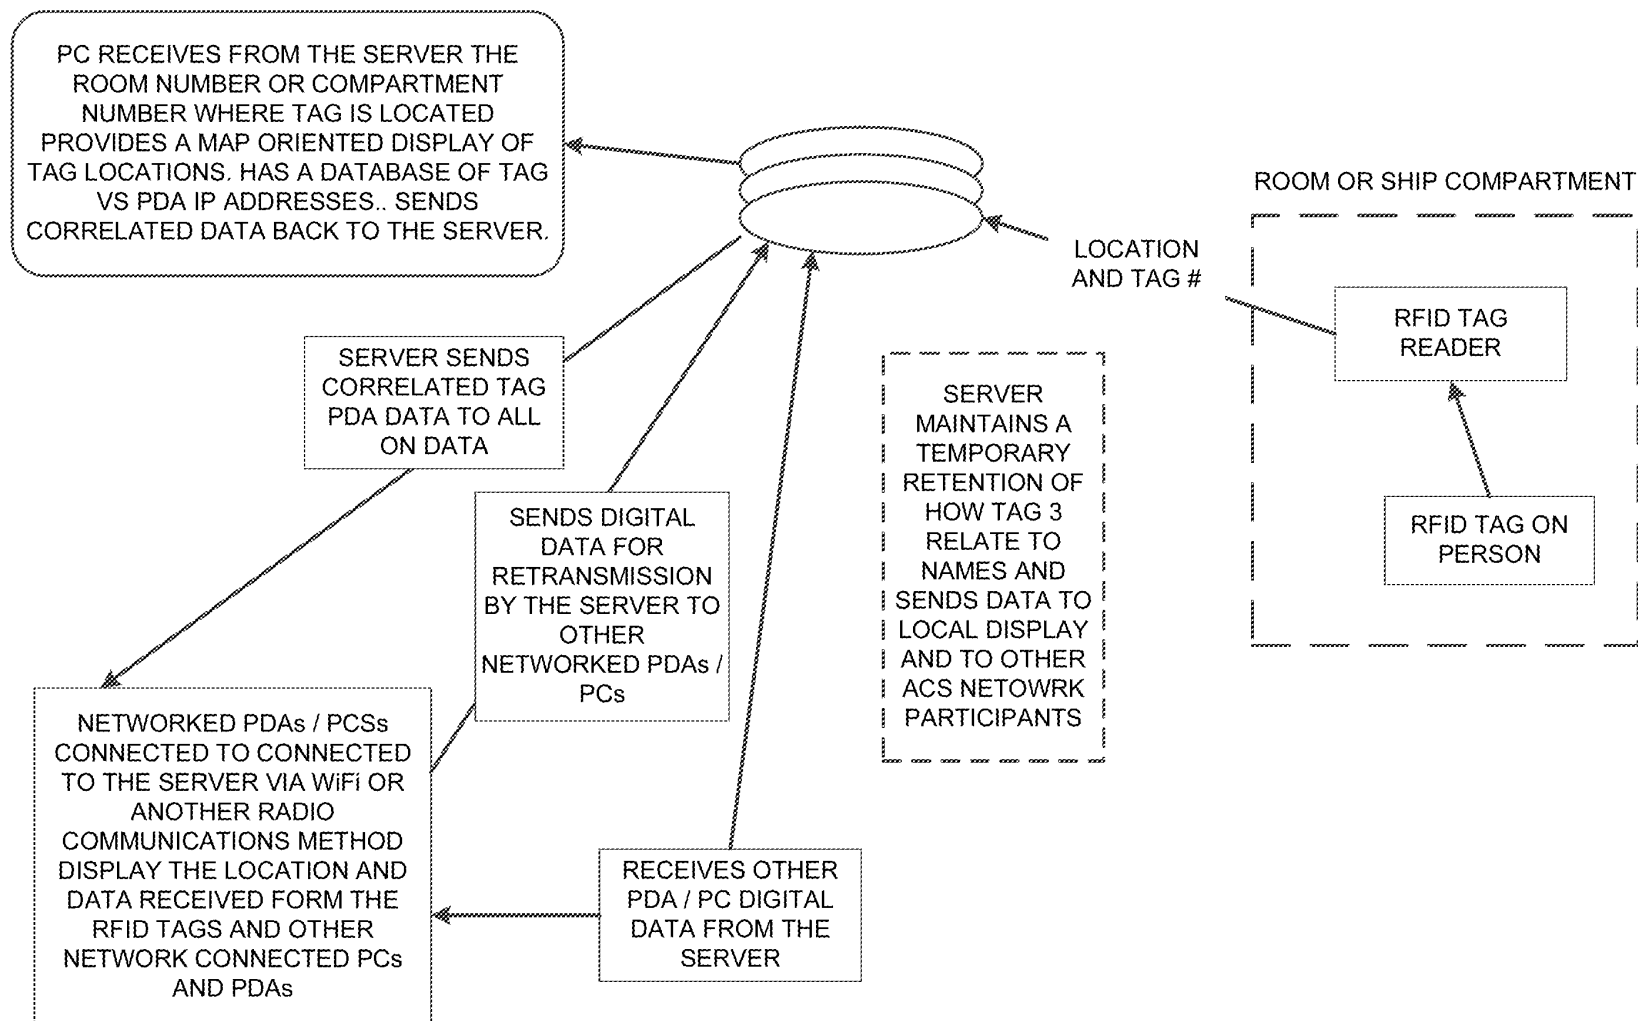 PC RECEIVES FROM THE SERVER THE
ROOM NUMBER OR COMPARTMENT
NUMBER WHERE TAG IS LOCATED
PROVIDES A MAP ORIENTED DISPLAY OF
TAG LOCATIONS. HAS A DATABASE OF TAG
VS PDA IP ADDRESSES.. SENDS
CORRELATED DATA BACK TO THE SERVER.
ROOM OR SHIP COMPARTMENT
LOCATION
AND TAG #
RFID TAG
READER
RFID TAG ON
PERSON
SERVER SENDS
CORRELATED TAG
PDA DATA TO ALL
ON DATA
SERVER
MAINTAINS A
TEMPORARY
RETENTION OF
HOW TAG 3
RELATE TO
NAMES AND
SENDS DATA TO
LOCAL DISPLAY
AND TO OTHER
ACS NETOWRK
PARTICIPANTS
SENDS DIGITAL
DATA FOR
RETRANSMISSION
BY THE SERVER TO
OTHER
NETWORKED PDAs /
PCs
NETWORKED PDAs / PCSs
CONNECTED TO CONNECTED
TO THE SERVER VIA WiFi OR
ANOTHER RADIO
COMMUNICATIONS METHOD
DISPLAY THE LOCATION AND
DATA RECEIVED FORM THE
RFID TAGS AND OTHER
NETWORK CONNECTED PCs
AND PDAs
RECEIVES OTHER
PDA / PC DIGITAL
DATA FROM THE
SERVER